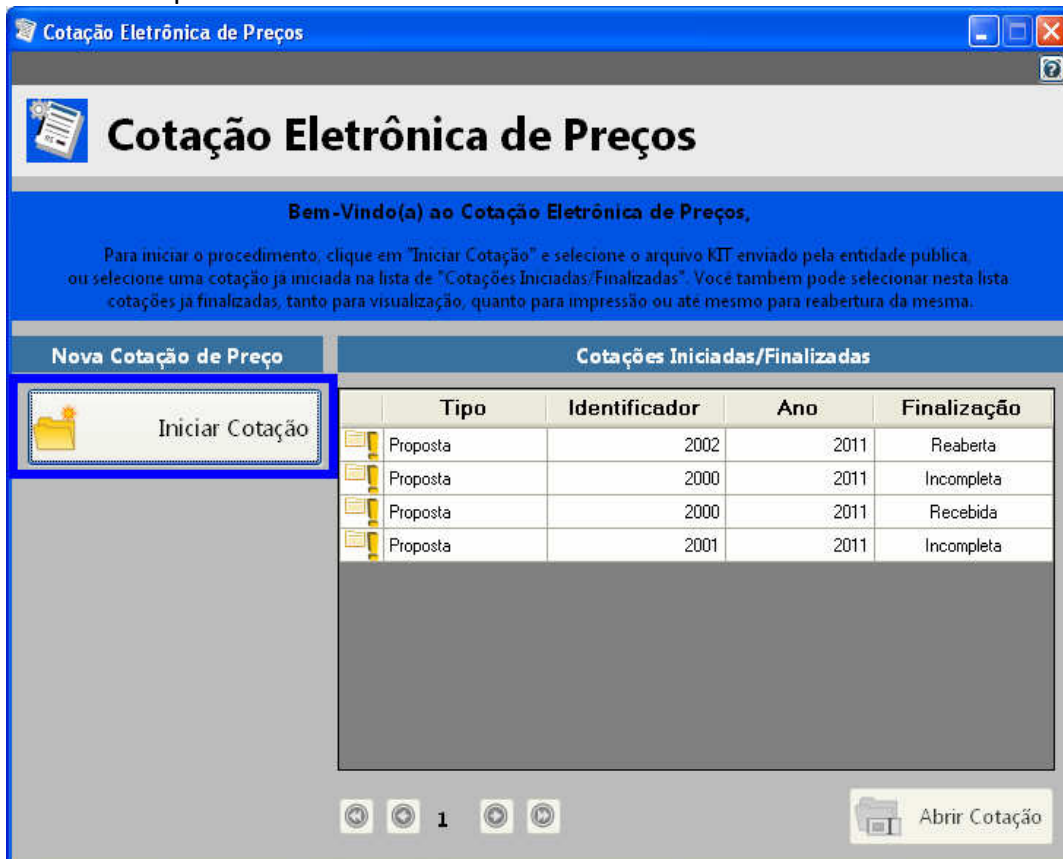 Cotação Eletrônica de Preços
Cotação Eletrônica de Preços
Bem-Vindo(a) ao Cotação Eletrônica de Preços,
Para iniciar o procedimento, clique em "Iniciar Cotação" e selecione o arquivo KIT enviado pela entidade publica,
ou selecione uma cotação já iniciada na lista de "Cotações Iniciadas/Finalizadas". Você também pode selecionar nesta lista
cotações já finalizadas, tanto para visualização, quanto para impressão ou até mesmo para reabertura da mesma.
Nova Cotação de Preço
Cotações Iniciadas/Finalizadas
Iniciar Cotação
Tipo Identificador Ano Finalização
Proposta 2002 2011 Reaberta
Proposta 2000 2011 Incompleta
Proposta 2000 2011 Recebida
Proposta 2001 2011 Incompleta
1
Abrir Cotação